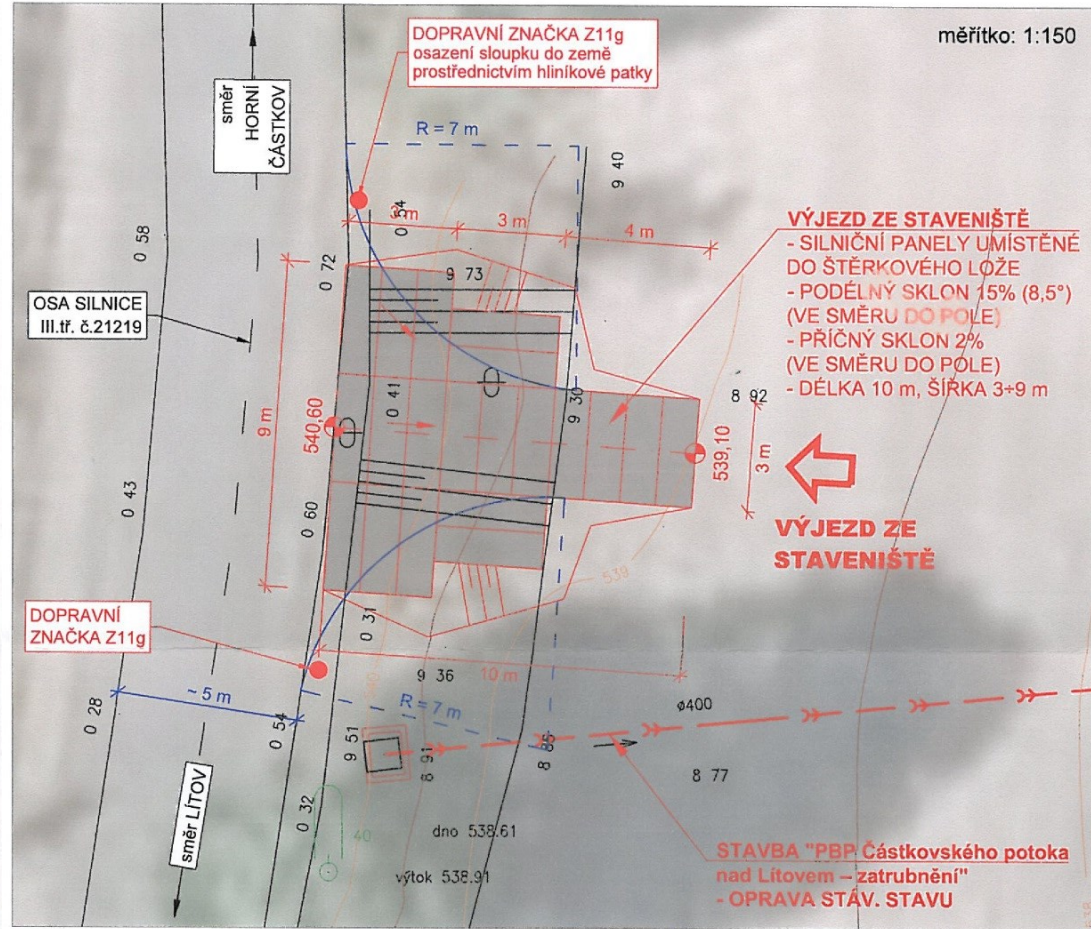 měřítko: 1:150
DOPRAVNÍ ZNAČKA Z11g
osazení sloupku do země
prostřednictvím hliníkové patky
směr
HORNÍ
ČÁSTKOV
R = 7 m
9 40
0 58
0 54
3 m
3 m
4 m
0 72
9 73
VÝJEZD ZE STAVENIŠTĚ
- SILNIČNÍ PANELY UMÍSTĚNÉ
DO ŠTĚRKOVÉHO LOŽE
- PODÉLNÝ SKLON 15% (8,5°)
(VE SMĚRU DO POLE)
- PŘÍČNÝ SKLON 2%
(VE SMĚRU DO POLE)
- DÉLKA 10 m, ŠÍŘKA 3÷9 m
OSA SILNICE
III.tř. č.21219
0 41
9 30
8 92
9 m
540,60
539,10
3 m
0 43
0 60
VÝJEZD ZE
STAVENIŠTĚ
539
DOPRAVNÍ
ZNAČKA Z11g
0 31
9 36
10 m
~ 5 m
R = 7 m
ø400
0 28
0 54
9 51
8 91
8 85
8 77
směr LÍTOV
0 32
40
dno 538.61
výtok 538.91
STAVBA "PBP Částkovského potoka
nad Lítovem – zatrubnění"
- OPRAVA STÁV. STAVU